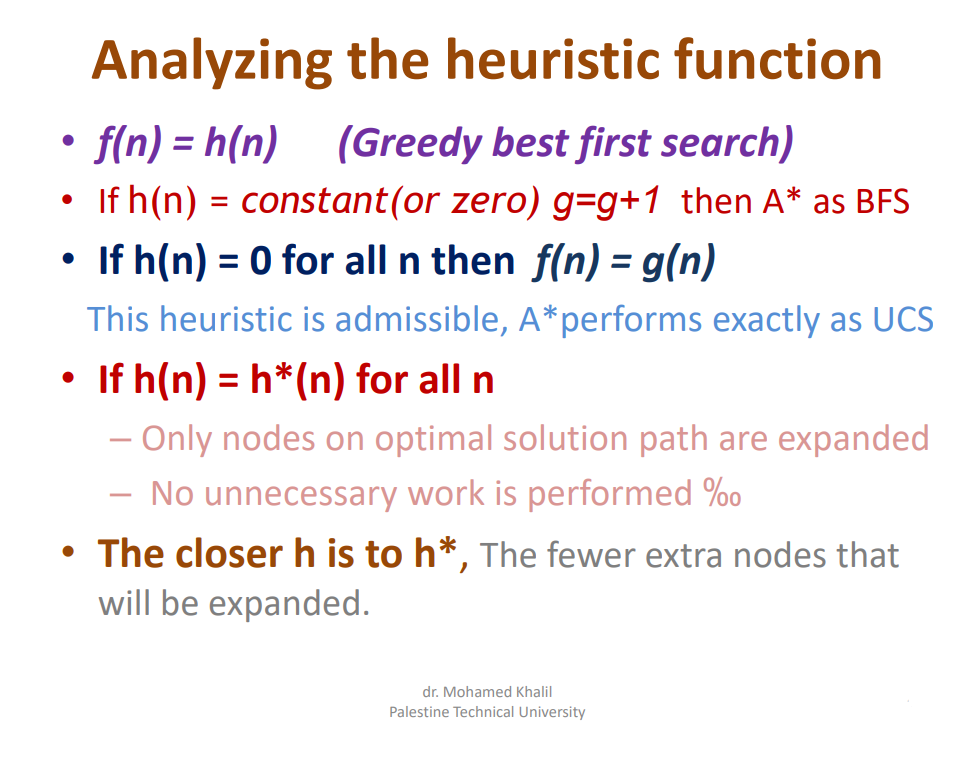 Analyzing the heuristic function
• f(n) = h(n) (Greedy best first search)
• If h(n) = constant(or zero) g=g+1 then A* as BFS
• If h(n) = 0 for all n then f(n) = g(n)
This heuristic is admissible, A*performs exactly as UCS
• If h(n) = h*(n) for all n
– Only nodes on optimal solution path are expanded
– No unnecessary work is performed ‰
• The closer h is to h*, The fewer extra nodes that
will be expanded.
dr. Mohamed Khalil
Palestine Technical University